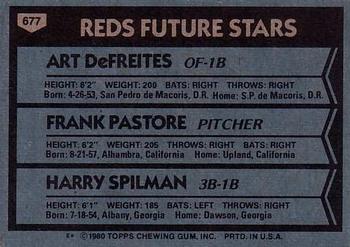 677
REDS FUTURE STARS
ART DeFREITES OF-1B
HEIGHT: 6'2" WEIGHT: 200 BATS: RIGHT THROWS: RIGHT
Born: 4-26-53, San Pedro de Macoris, D.R. Home: S.P. de Macoris, D.R.
FRANK PASTORE PITCHER
HEIGHT: 6'2" WEIGHT: 205 THROWS: RIGHT BATS: RIGHT
Born: 8-21-57, Alhambra, California Home: Upland, California
HARRY SPILMAN 3B-1B
HEIGHT: 6'1" WEIGHT: 185 BATS: LEFT THROWS: RIGHT
Born: 7-18-54, Albany, Georgia Home: Dawson, Georgia
E* © 1980 TOPPS CHEWING GUM, INC. PRTD. IN U.S.A.